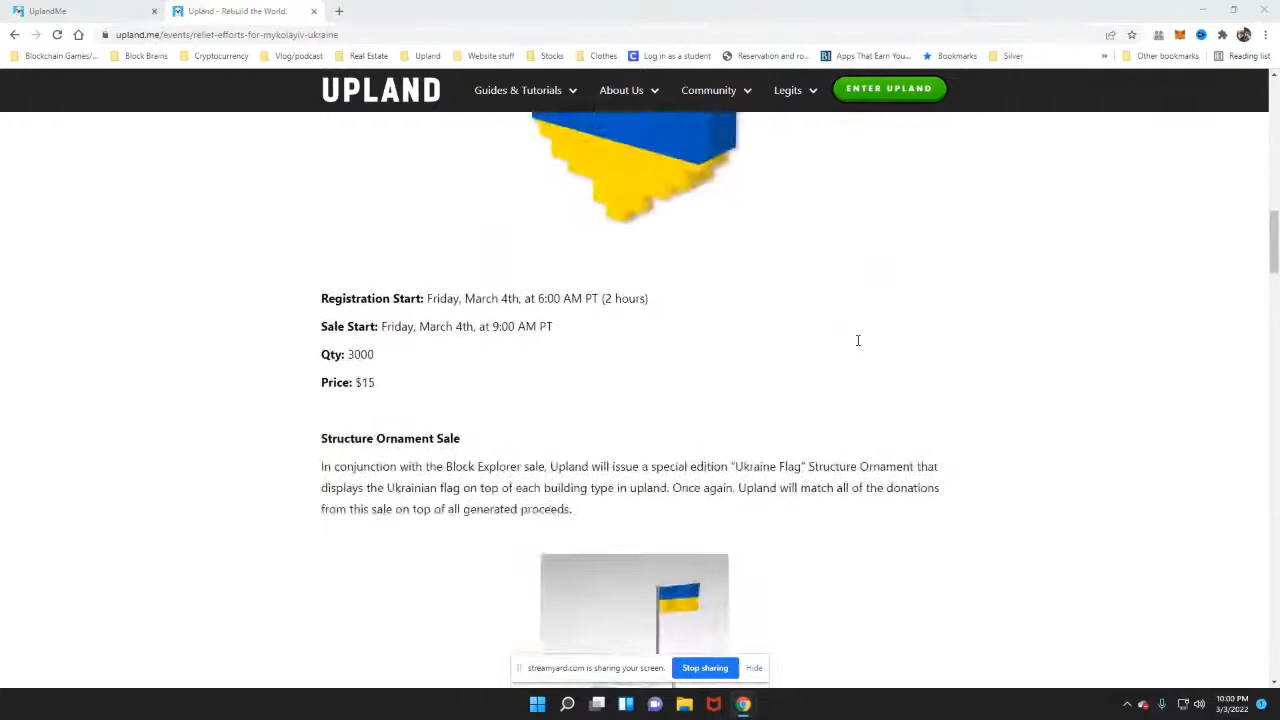 UplandMe
Upland - Rebuild the World.
upland.me/events/relief-efforts-for-mykolayiv-ukraine
Blockchain Games/... Block Brains Cryptocurrency Vlog/podcast Real Estate Upland Website stuff Stocks Clothes Log in as a student Reservation and ro... Apps That Earn You... Bookmarks Silver » Other bookmarks Reading list
UPLAND Guides & Tutorials About Us Community Legits ENTER UPLAND
Registration Start: Friday, March 4th, at 6:00 AM PT (2 hours)
Sale Start: Friday, March 4th, at 9:00 AM PT
Qty: 3000
Price: $15
Structure Ornament Sale
In conjunction with the Block Explorer sale, Upland will issue a special edition “Ukraine Flag” Structure Ornament that
displays the Ukrainian flag on top of each building type in upland. Once again, Upland will match all of the donations
from this sale on top of all generated proceeds.
streamyard.com is sharing your screen. Stop sharing Hide
10:00 PM
3/3/2022